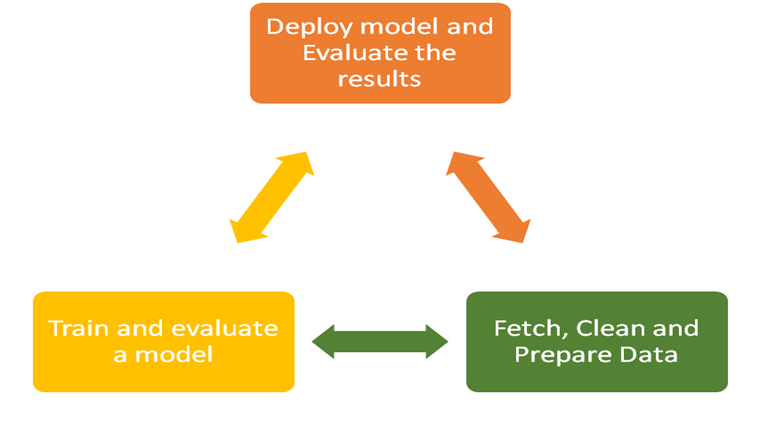 Deploy model and
Evaluate the
results
Train and evaluate
a model
Fetch, Clean and
Prepare Data